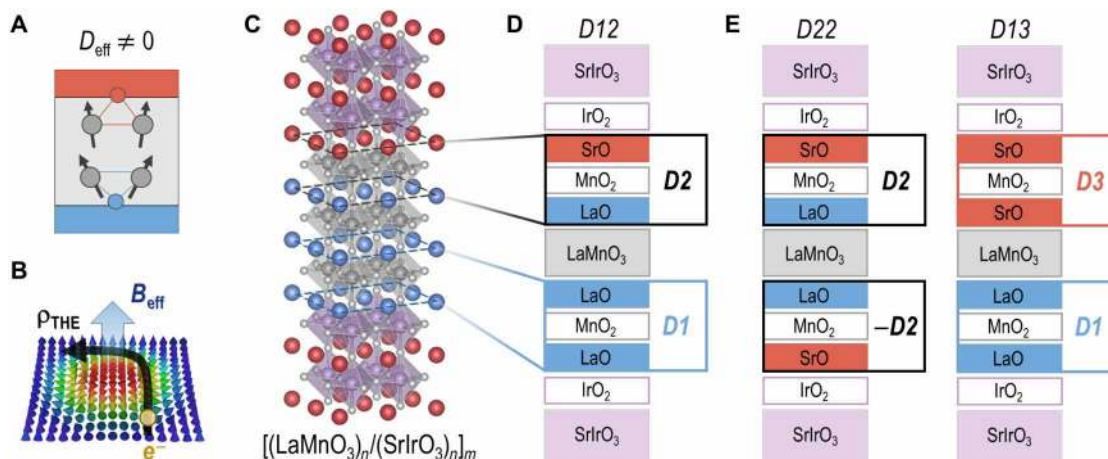 A
D_eff ≠ 0
B
B_eff
ρ_THE
e⁻
C
[(LaMnO₃)ₙ/(SrIrO₃)ₙ]ₘ
D
D12
SrIrO₃
IrO₂
SrO
MnO₂
LaO
D2
LaMnO₃
LaO
MnO₂
LaO
D1
IrO₂
SrIrO₃
E
D22
SrIrO₃
IrO₂
SrO
MnO₂
LaO
D2
LaMnO₃
LaO
MnO₂
SrO
–D2
IrO₂
SrIrO₃
D13
SrIrO₃
IrO₂
SrO
MnO₂
SrO
D3
LaMnO₃
LaO
MnO₂
LaO
D1
IrO₂
SrIrO₃